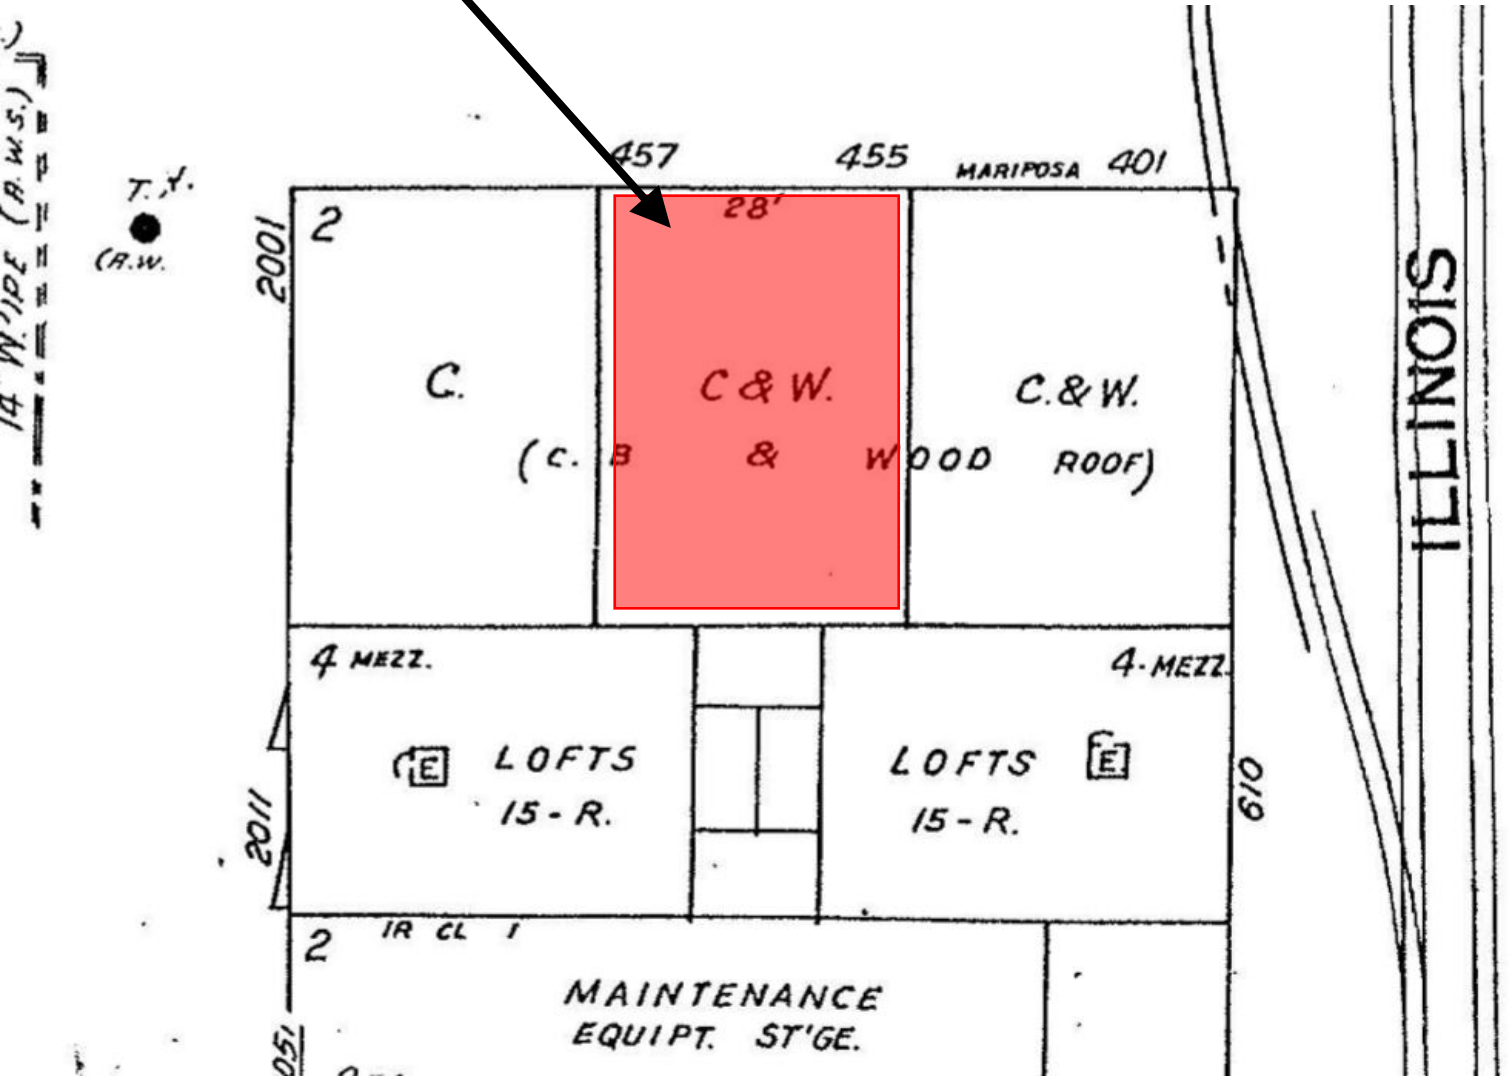 457 455 MARIPOSA 401
28'
2
2001
T.
(A.W.
W. PIPE (A.W.S.)
C. C & W. C. & W.
(C. B & WOOD ROOF)
ILLINOIS
4 MEZZ. 4 MEZZ.
E LOFTS LOFTS E
15-R. 15-R.
2011
610
2 IR CL
MAINTENANCE
EQUIPT. ST'GE.
051